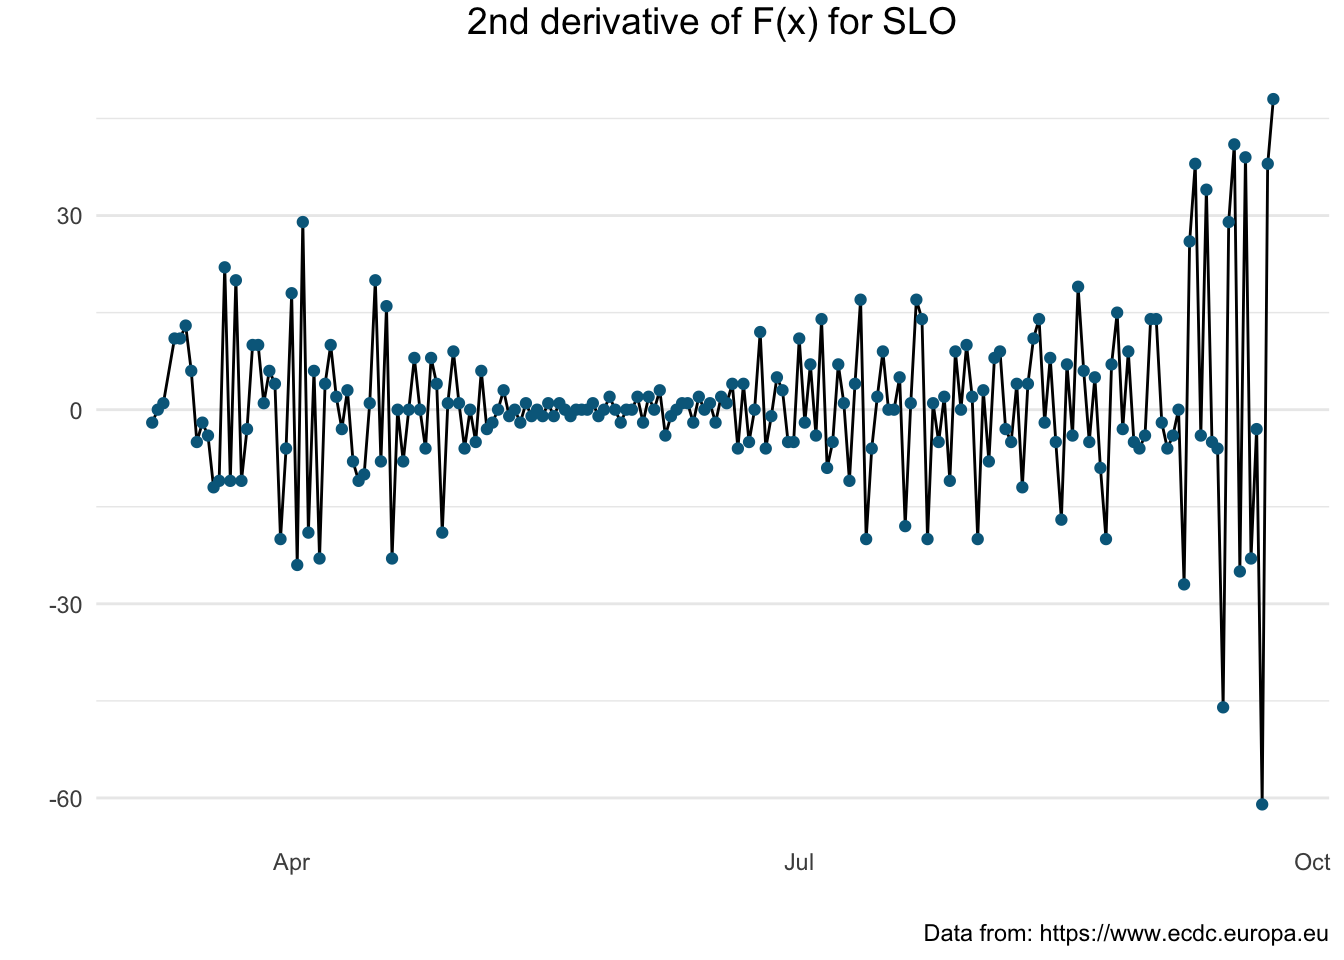 2nd derivative of F(x) for SLO
30
0
-30
-60
Apr Jul Oct
Data from: https://www.ecdc.europa.eu